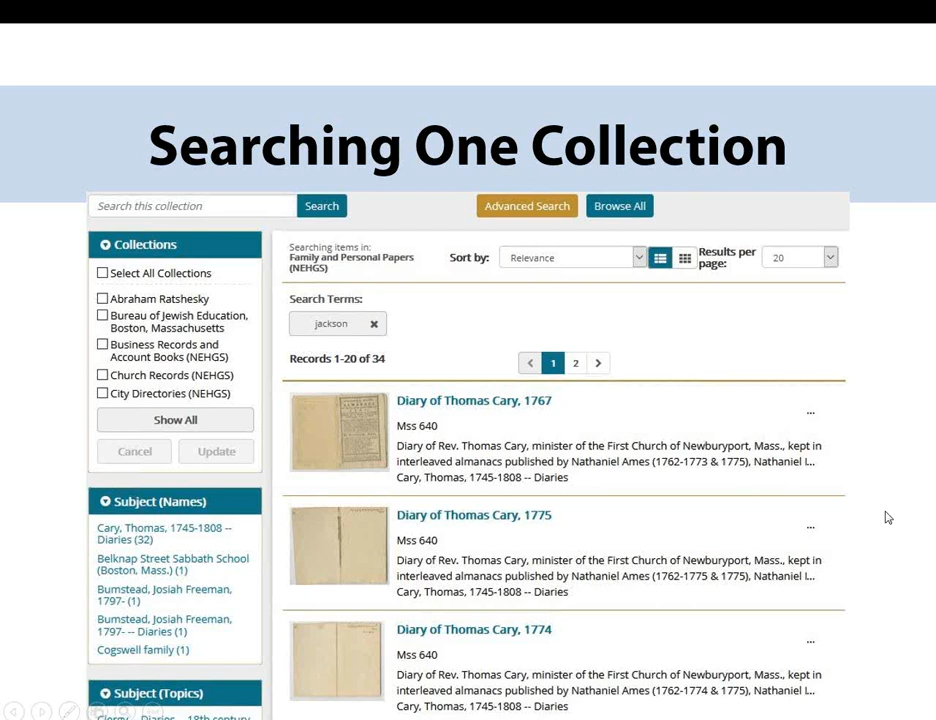 Searching One Collection
Search this collection
Search
Advanced Search
Browse All
Collections
Select All Collections
Abraham Ratshesky
Bureau of Jewish Education,
Boston, Massachusetts
Business Records and
Account Books (NEHGS)
Church Records (NEHGS)
City Directories (NEHGS)
Show All
Cancel
Update
Subject (Names)
Cary, Thomas, 1745-1808 --
Diaries (32)
Belknap Street Sabbath School
(Boston, Mass.) (1)
Bumstead, Josiah Freeman,
1797- (1)
Bumstead, Josiah Freeman,
1797- -- Diaries (1)
Cogswell family (1)
Subject (Topics)
Clergy -- Diaries -- 18th century
Searching items in:
Family and Personal Papers
(NEHGS)
Sort by:
Relevance
Results per
page:
20
Search Terms:
jackson
Records 1-20 of 34
1
2
Diary of Thomas Cary, 1767
...
Mss 640
Diary of Rev. Thomas Cary, minister of the First Church of Newburyport, Mass., kept in
interleaved almanacs published by Nathaniel Ames (1762-1773 & 1775), Nathaniel l...
Cary, Thomas, 1745-1808 -- Diaries
Diary of Thomas Cary, 1775
...
Mss 640
Diary of Rev. Thomas Cary, minister of the First Church of Newburyport, Mass., kept in
interleaved almanacs published by Nathaniel Ames (1762-1775 & 1775), Nathaniel l...
Cary, Thomas, 1745-1808 -- Diaries
Diary of Thomas Cary, 1774
...
Mss 640
Diary of Rev. Thomas Cary, minister of the First Church of Newburyport, Mass., kept in
interleaved almanacs published by Nathaniel Ames (1762-1774 & 1775), Nathaniel l...
Cary, Thomas, 1745-1808 -- Diaries